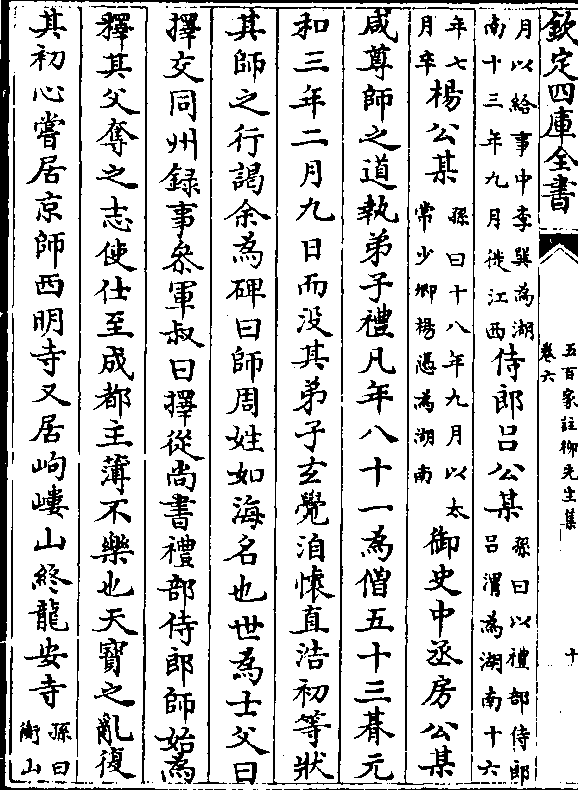 欽定四庫全書
五百家註柳先生集
卷六
十
月以給事中李巽為湖
南十三年九月徙江西
侍郎呂公某
孫曰以禮部侍郎
呂渭為湖南十六
年七
月卒
楊公某
孫曰十八年九月以太
常少卿楊憑為湖南
御史中丞房公某
咸尊師之道執弟子禮凡年八十一為僧五十三朞元
和三年二月九日而没其弟子玄覺洎懷直浩初等狀
其師之行謁余為碑曰師周姓如海名也世為士父曰
擇交同州録事叅軍叔曰擇從尚書禮部侍郎師始為
釋其父奪之志使仕至成都主薄不樂也天寶之亂復
其初心嘗居京師西明寺又居岣嶁山終龍安寺
孫曰
衡山